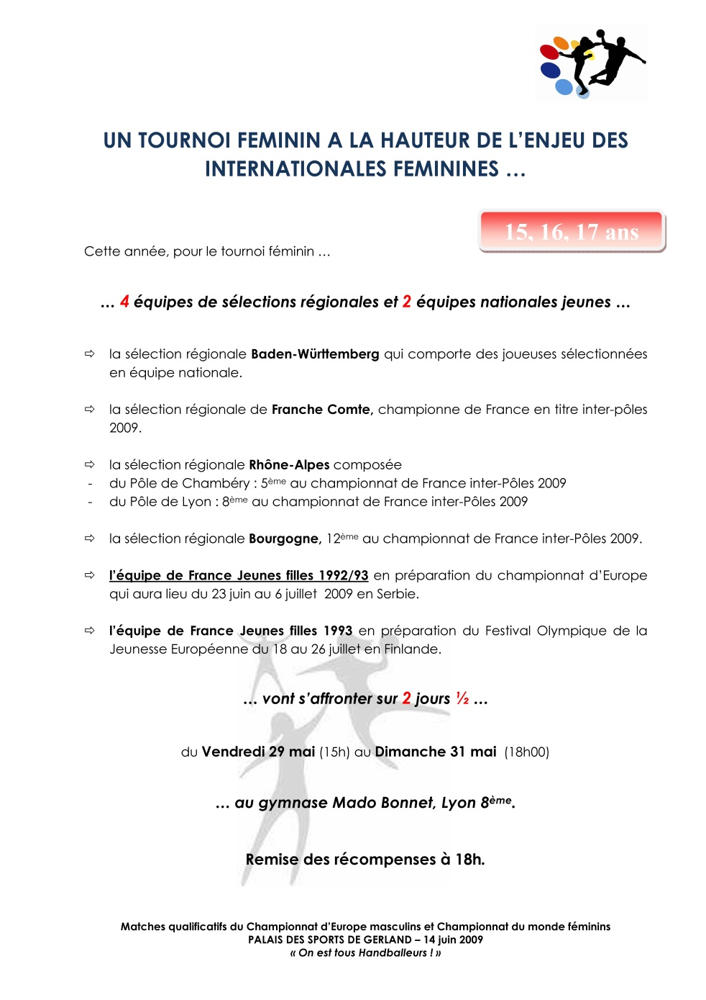 UN TOURNOI FEMININ A LA HAUTEUR DE L’ENJEU DES
INTERNATIONALES FEMININES …
15, 16, 17 ans
Cette année, pour le tournoi féminin …
… 4 équipes de sélections régionales et 2 équipes nationales jeunes …
⇨ la sélection régionale Baden-Württemberg qui comporte des joueuses sélectionnées
en équipe nationale.
⇨ la sélection régionale de Franche Comte, championne de France en titre inter-pôles
2009.
⇨ la sélection régionale Rhône-Alpes composée
- du Pôle de Chambéry : 5ème au championnat de France inter-Pôles 2009
- du Pôle de Lyon : 8ème au championnat de France inter-Pôles 2009
⇨ la sélection régionale Bourgogne, 12ème au championnat de France inter-Pôles 2009.
⇨ l’équipe de France Jeunes filles 1992/93 en préparation du championnat d’Europe
qui aura lieu du 23 juin au 6 juillet 2009 en Serbie.
⇨ l’équipe de France Jeunes filles 1993 en préparation du Festival Olympique de la
Jeunesse Européenne du 18 au 26 juillet en Finlande.
… vont s’affronter sur 2 jours ½ …
du Vendredi 29 mai (15h) au Dimanche 31 mai (18h00)
… au gymnase Mado Bonnet, Lyon 8ème.
Remise des récompenses à 18h.
Matches qualificatifs du Championnat d’Europe masculins et Championnat du monde féminins
PALAIS DES SPORTS DE GERLAND – 14 juin 2009
« On est tous Handballeurs ! »